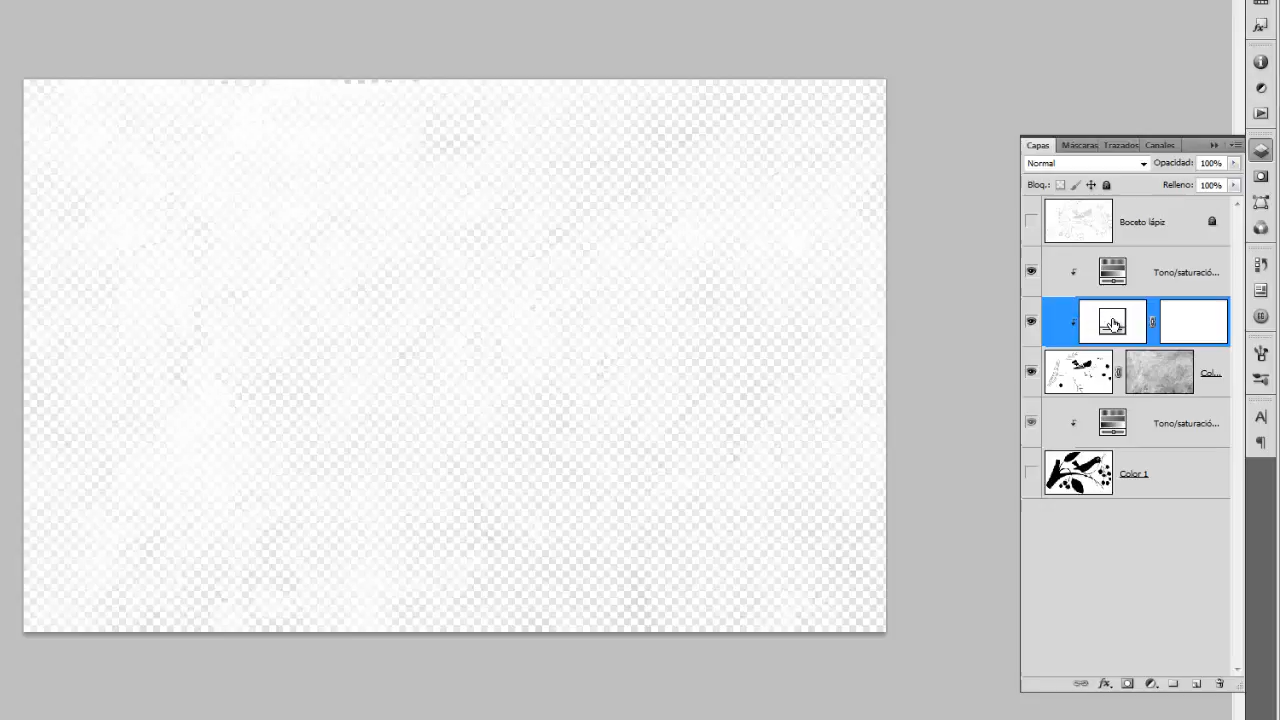 Capas Máscaras Trazados Canales
Normal Opacidad: 100%
Bloq.: Relleno: 100%
Boceto lápiz
Tono/saturació...
Col...
Tono/saturació...
Color 1